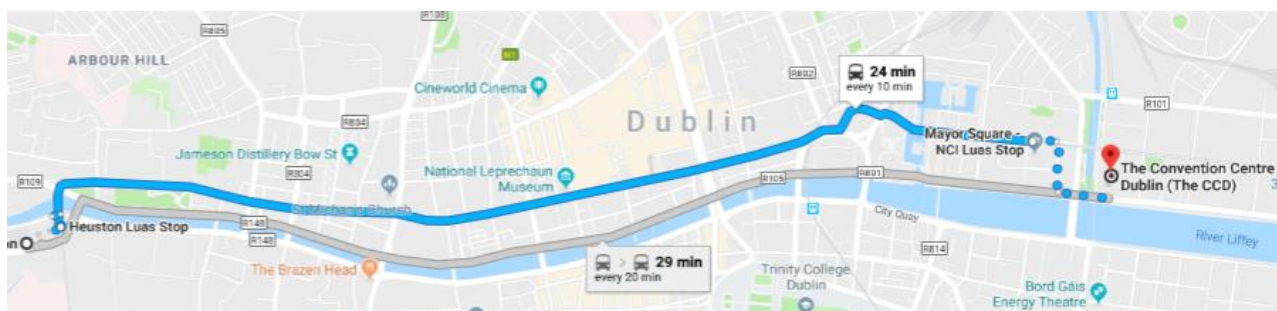 R805
R108
ARBOUR HILL
N1
Cineworld Cinema
R802
24 min
every 10 min
R101
Dublin
R804
Jameson Distillery Bow St
R804
National Leprechaun
Museum
Mayor Square -
NCI Luas Stop
The Convention Centre
Dublin (The CCD)
3
R109
R105
R801
Heuston Luas Stop
on
R148
R148
City Quay
R814
River Liffey
The Brazen Head
29 min
every 20 min
Trinity College
Dublin
Bord Gáis
Energy Theatre